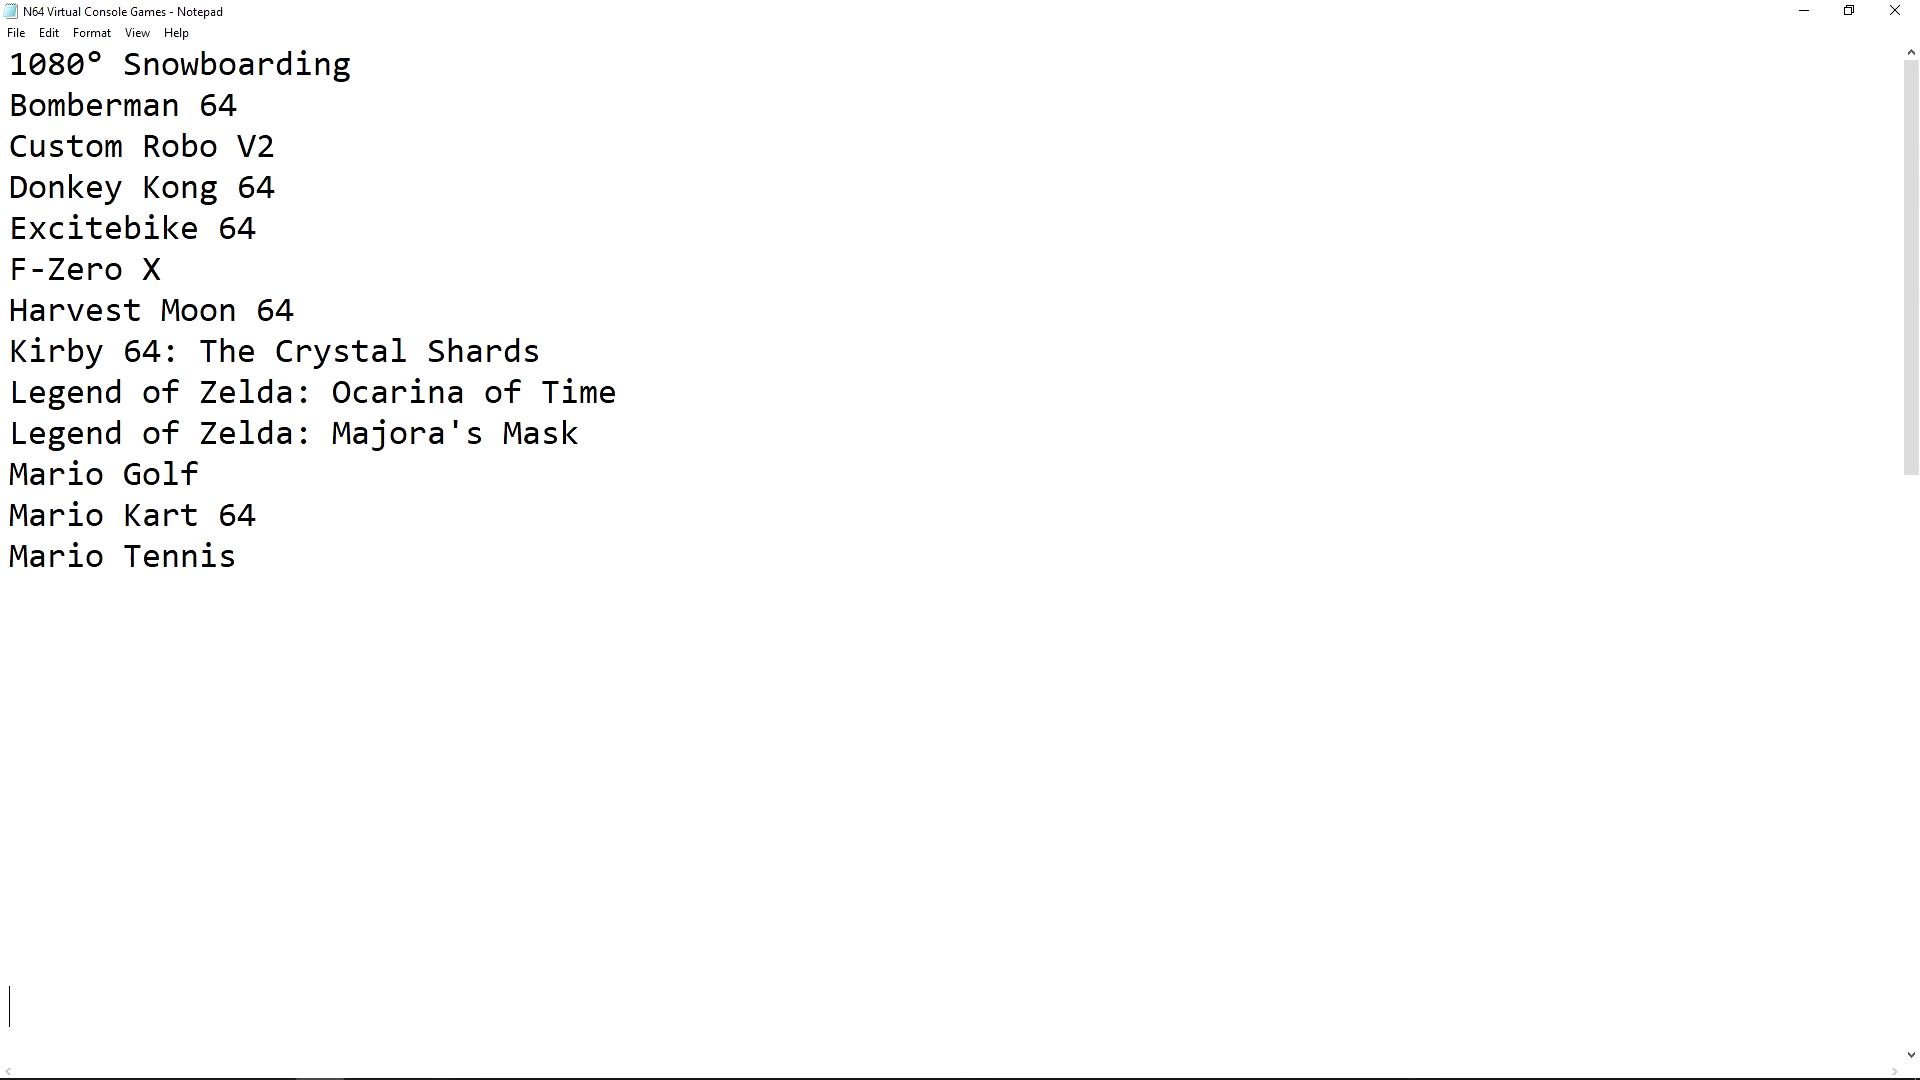 N64 Virtual Console Games - Notepad
File Edit Format View Help
1080° Snowboarding
Bomberman 64
Custom Robo V2
Donkey Kong 64
Excitebike 64
F-Zero X
Harvest Moon 64
Kirby 64: The Crystal Shards
Legend of Zelda: Ocarina of Time
Legend of Zelda: Majora's Mask
Mario Golf
Mario Kart 64
Mario Tennis